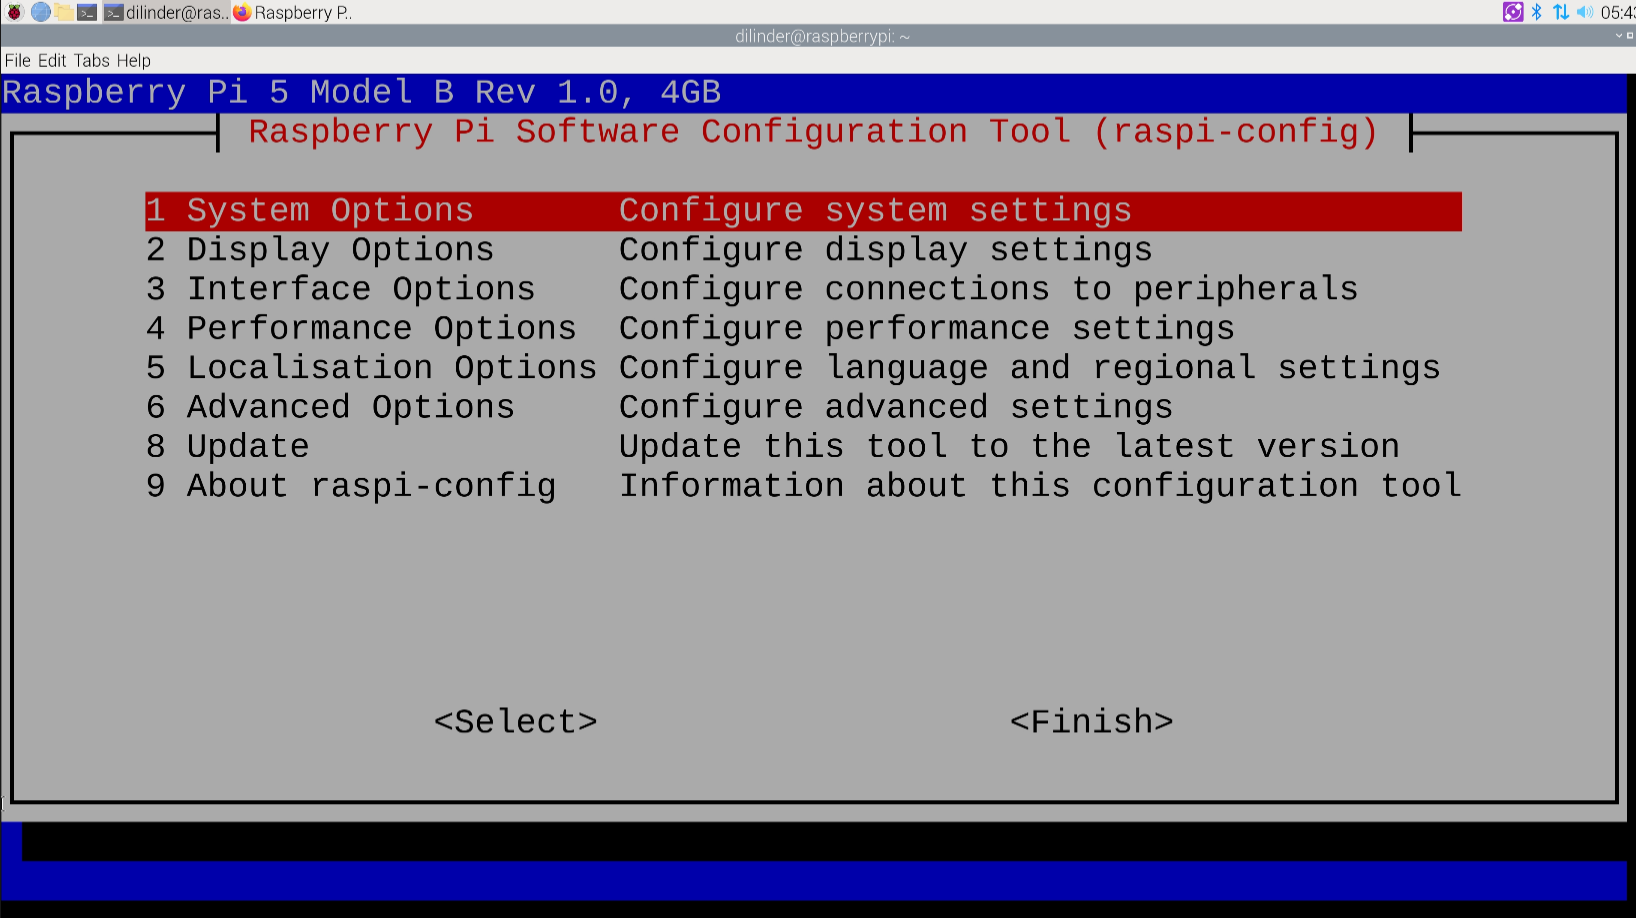 dilinder@ras.. Raspberry P.. 05:43
dilinder@raspberrypi: ~
File Edit Tabs Help
Raspberry Pi 5 Model B Rev 1.0, 4GB
Raspberry Pi Software Configuration Tool (raspi-config)
1 System Options Configure system settings
2 Display Options Configure display settings
3 Interface Options Configure connections to peripherals
4 Performance Options Configure performance settings
5 Localisation Options Configure language and regional settings
6 Advanced Options Configure advanced settings
8 Update Update this tool to the latest version
9 About raspi-config Information about this configuration tool
<Select> <Finish>